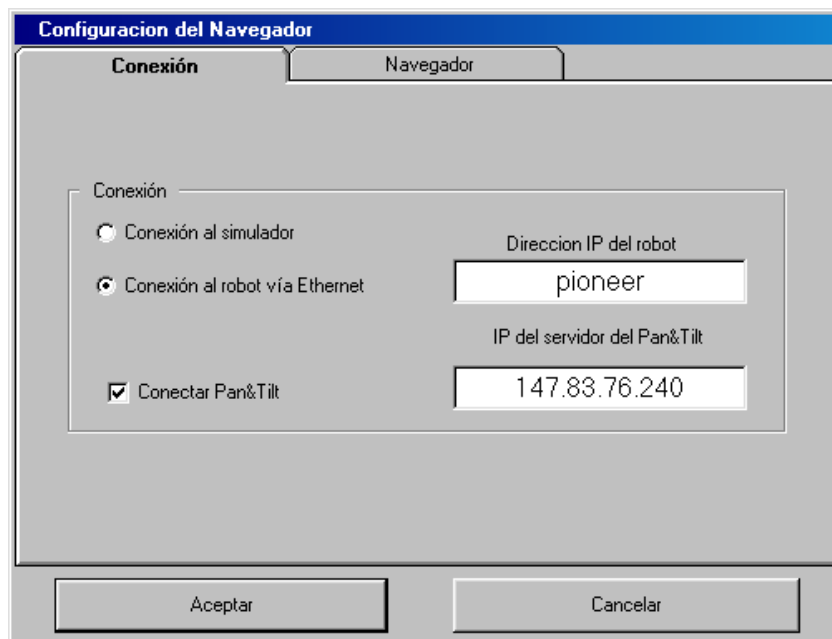 Configuracion del Navegador
Conexión
Navegador
Conexión
Conexión al simulador
Direccion IP del robot
Conexión al robot vía Ethernet
pioneer
IP del servidor del Pan&Tilt
Conectar Pan&Tilt
147.83.76.240
Aceptar
Cancelar